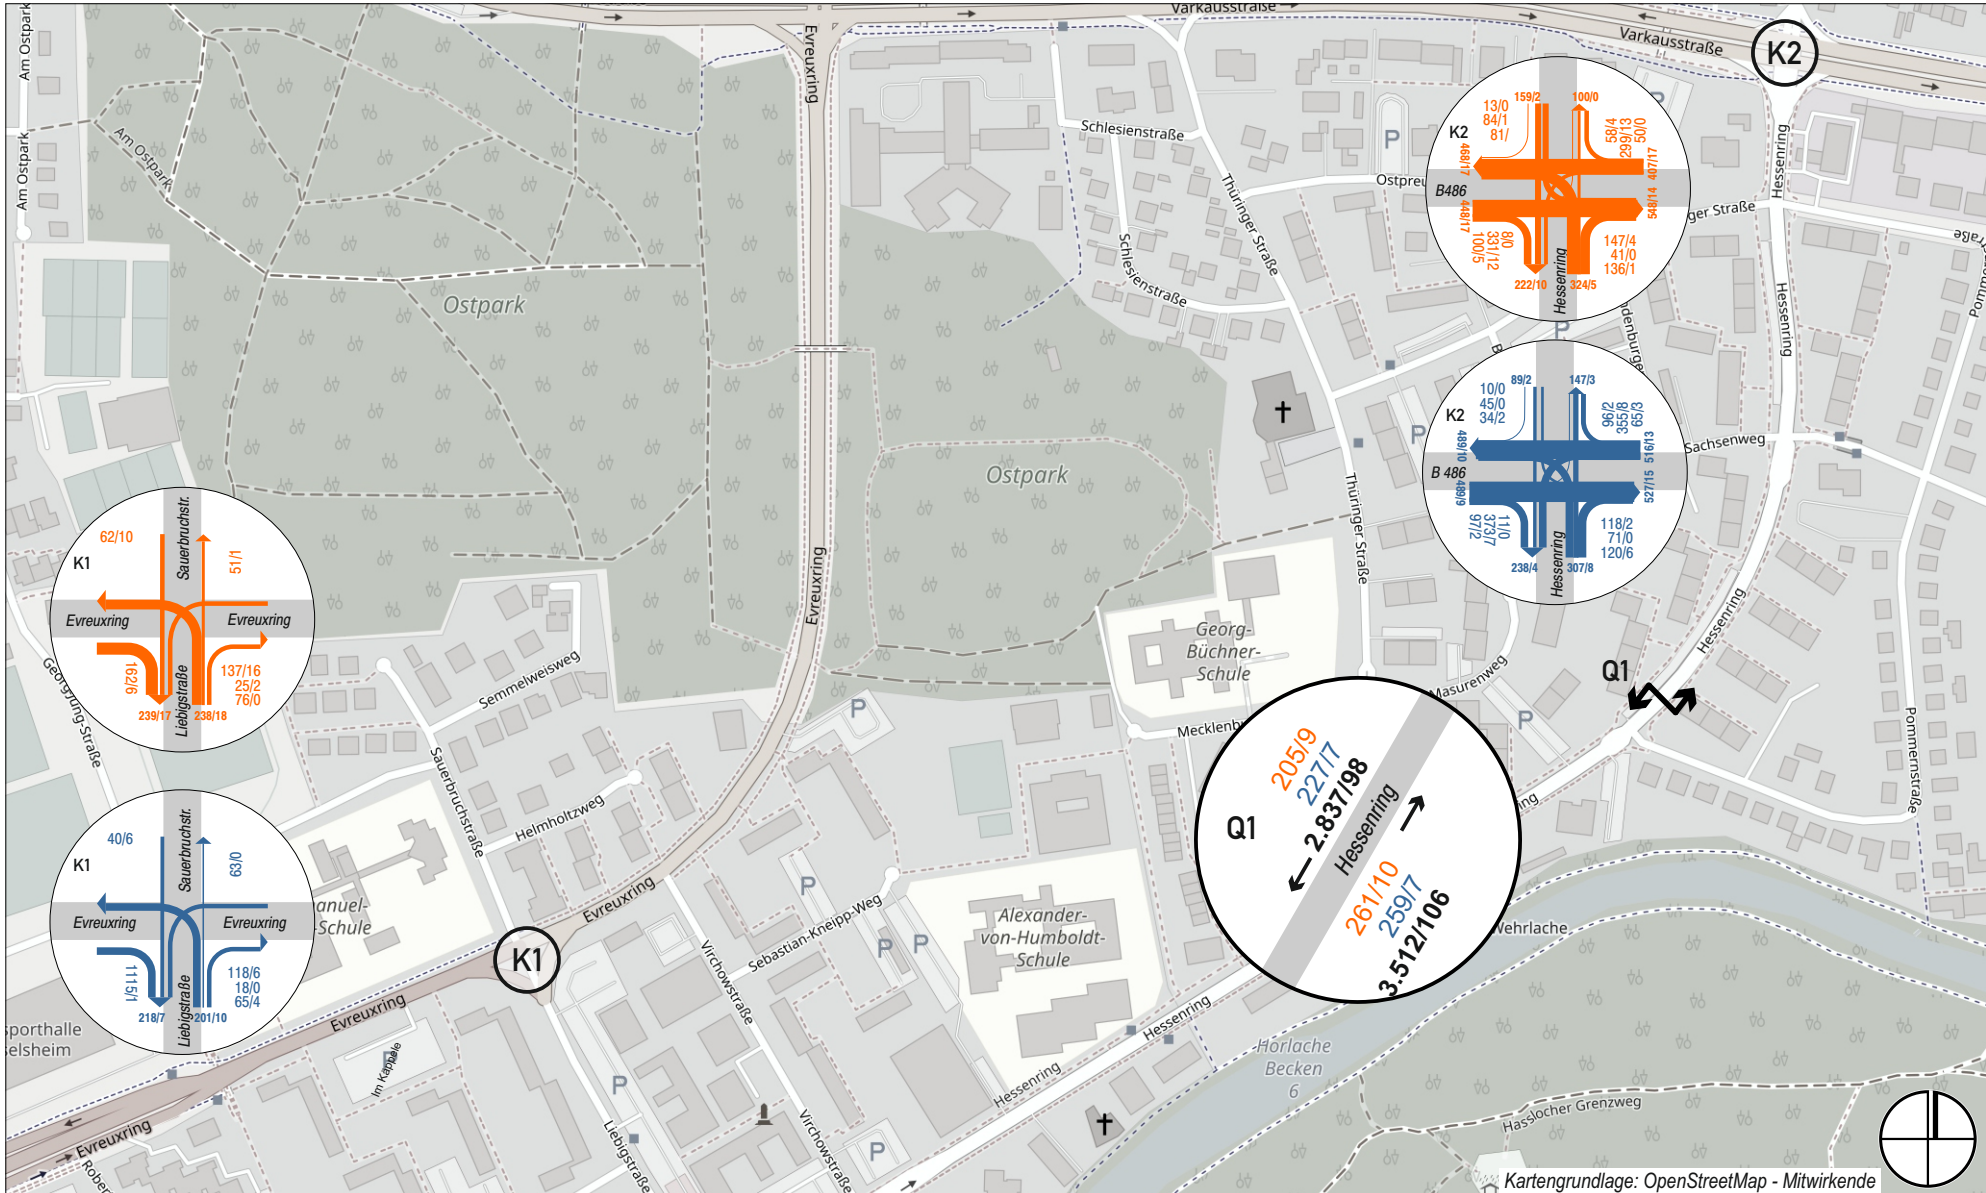 Varkausstraße
Varkausstraße
K2
Am Ostpark
Am Ostpark
Am Ostpark
Evreuxring
Schlesienstraße
Thüringer Straße
Schlesienstraße
Hessenring
Hessenring
ger Straße
Ostpark
Ostpark
K2
B486
Hessenring
13/0
84/1
81/
159/2
100/0
58/4
299/13
50/0
468/17
407/17
448/17
548/14
8/0
331/12
100/5
147/4
41/0
136/1
222/10
324/5
K2
B 486
Hessenring
10/0
45/0
34/2
89/2
147/3
96/2
355/8
65/3
489/10
516/13
489/9
527/15
11/0
373/7
97/2
118/2
71/0
120/6
238/4
307/8
Sachsenweg
Thüringer Straße
Evreuxring
Hessenring
Georg-
Büchner-
Schule
Masurenweg
Q1
Pommernstraße
K1
62/10
51/1
Sauerbruchstr.
Evreuxring
Evreuxring
Liebigstraße
162/6
137/16
25/2
76/0
239/17
238/18
Georg-Jung-Straße
Semmelweisweg
Sauerbruchstraße
Helmholtzweg
K1
40/6
63/0
Sauerbruchstr.
Evreuxring
Evreuxring
Liebigstraße
1115/1
118/6
18/0
65/4
218/7
201/10
Q1
205/9
227/7
2.837/98
Hessenring
261/10
259/7
3.512/106
K1
Evreuxring
Evreuxring
Evreuxring
Sebastian-Kneipp-Weg
Virchowstraße
Virchowstraße
Liebigstraße
Im Kappele
Alexander-
von-Humboldt-
Schule
Hessenring
Hessenring
Horlache
Becken
6
Hasslocher Grenzweg
Kartengrundlage: OpenStreetMap - Mitwirkende